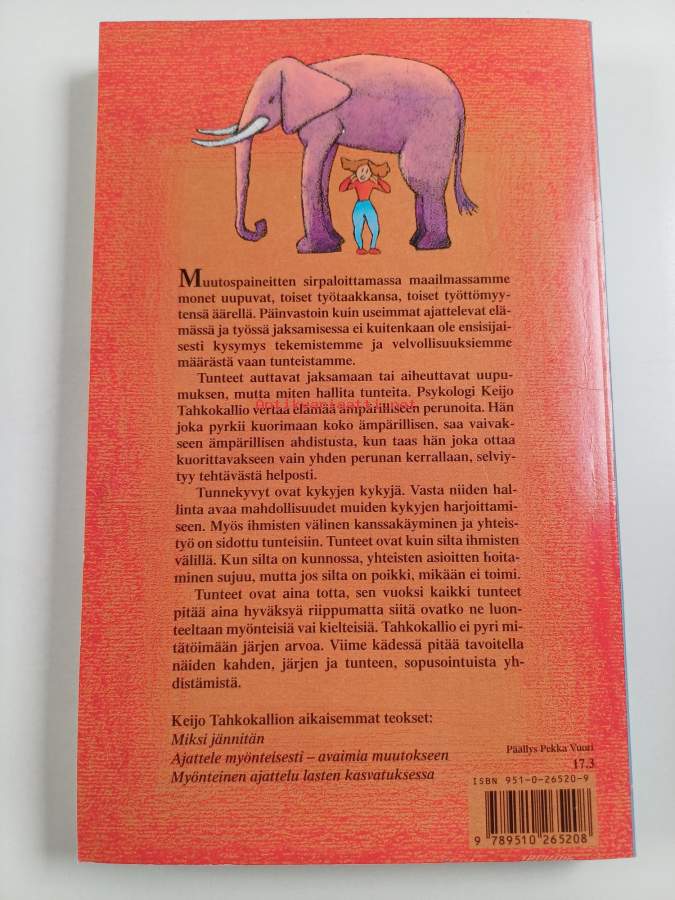 Muutospaineitten sirpaloittamassa maailmassamme
monet uupuvat, toiset työtaakkansa, toiset työttömyy-
tensä äärellä. Päinvastoin kuin useimmat ajattelevat elä-
mässä ja työssä jaksamisessa ei kuitenkaan ole ensisijai-
sesti kysymys tekemistemme ja velvollisuuksiemme
määrästä vaan tunteistamme.
Tunteet auttavat jaksamaan tai aiheuttavat uupu-
muksen, mutta miten hallita tunteita. Psykologi Keijo
Antikvariaatit.net
Tahkokallio vertaa elämää ämpärilliseen perunoita. Hän
joka pyrkii kuorimaan koko ämpärillisen, saa vaivak-
seen ämpärillisen ahdistusta, kun taas hän joka ottaa
kuorittavakseen vain yhden perunan kerrallaan, selviy-
tyy tehtävästä helposti.
Tunnekyvyt ovat kykyjen kykyjä. Vasta niiden hal-
linta avaa mahdollisuudet muiden kykyjen harjoittami-
seen. Myös ihmisten välinen kanssakäyminen ja yhteis-
työ on sidottu tunteisiin. Tunteet ovat kuin silta ihmisten
välillä. Kun silta on kunnossa, yhteisten asioitten hoita-
minen sujuu, mutta jos silta on poikki, mikään ei toimi.
Tunteet ovat aina totta, sen vuoksi kaikki tunteet
pitää aina hyväksyä riippumatta siitä ovatko ne luon-
teeltaan myönteisiä vai kielteisiä. Tahkokallio ei pyri mi-
tätöimään järjen arvoa. Viime kädessä pitää tavoitella
näiden kahden, järjen ja tunteen, sopusointuista yh-
distämistä.
Keijo Tahkokallion aikaisemmat teokset:
Miksi jännitän
Ajattele myönteisesti – avaimia muutokseen
Myönteinen ajattelu lasten kasvatuksessa
Päällys Pekka Vuori
17.3
ISBN 951-0-26520-9
9 789510 265208